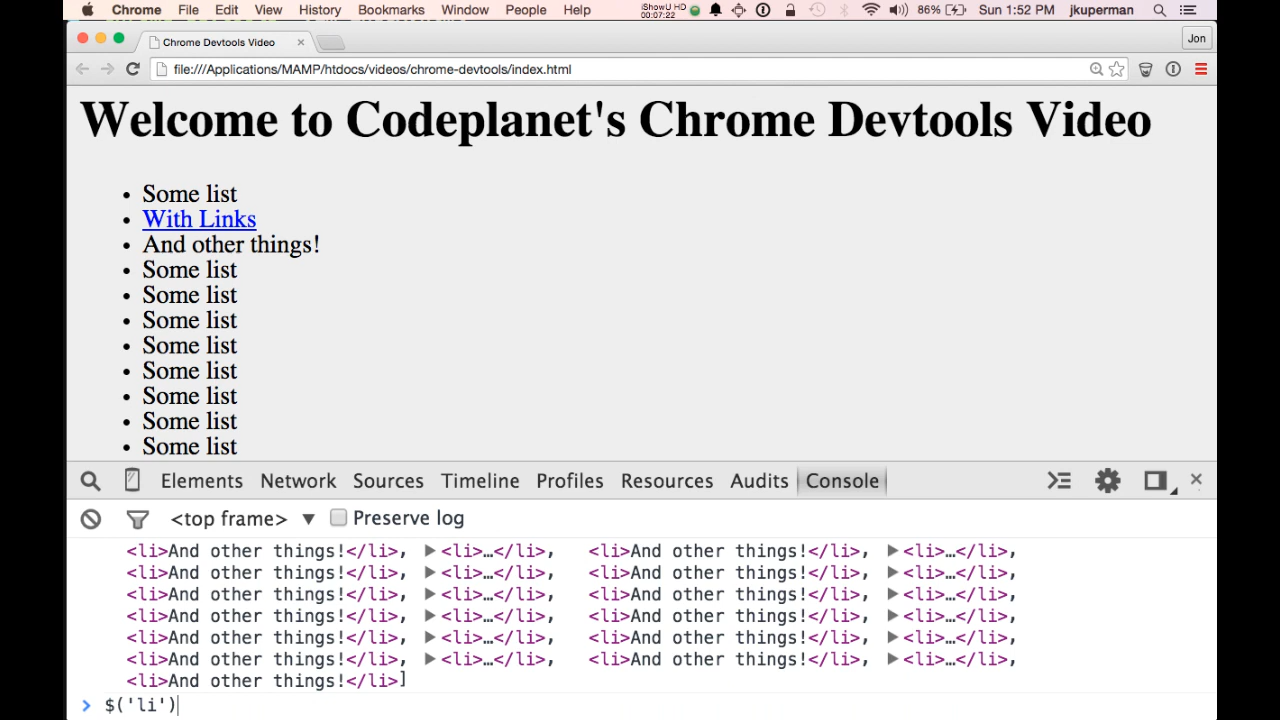 Chrome File Edit View History Bookmarks Window People Help iShowU HD 00:07:22 86% Sun 1:52 PM jkuperman
Chrome Devtools Video Jon
file:///Applications/MAMP/htdocs/videos/chrome-devtools/index.html
Welcome to Codeplanet's Chrome Devtools Video
• Some list
• With Links
• And other things!
• Some list
• Some list
• Some list
• Some list
• Some list
• Some list
• Some list
• Some list
Elements Network Sources Timeline Profiles Resources Audits Console
<top frame> ▼ Preserve log
<li>And other things!</li>, ▶<li>…</li>, <li>And other things!</li>, ▶<li>…</li>,
<li>And other things!</li>, ▶<li>…</li>, <li>And other things!</li>, ▶<li>…</li>,
<li>And other things!</li>, ▶<li>…</li>, <li>And other things!</li>, ▶<li>…</li>,
<li>And other things!</li>, ▶<li>…</li>, <li>And other things!</li>, ▶<li>…</li>,
<li>And other things!</li>, ▶<li>…</li>, <li>And other things!</li>, ▶<li>…</li>,
<li>And other things!</li>, ▶<li>…</li>, <li>And other things!</li>, ▶<li>…</li>,
<li>And other things!</li>]
> $('li')